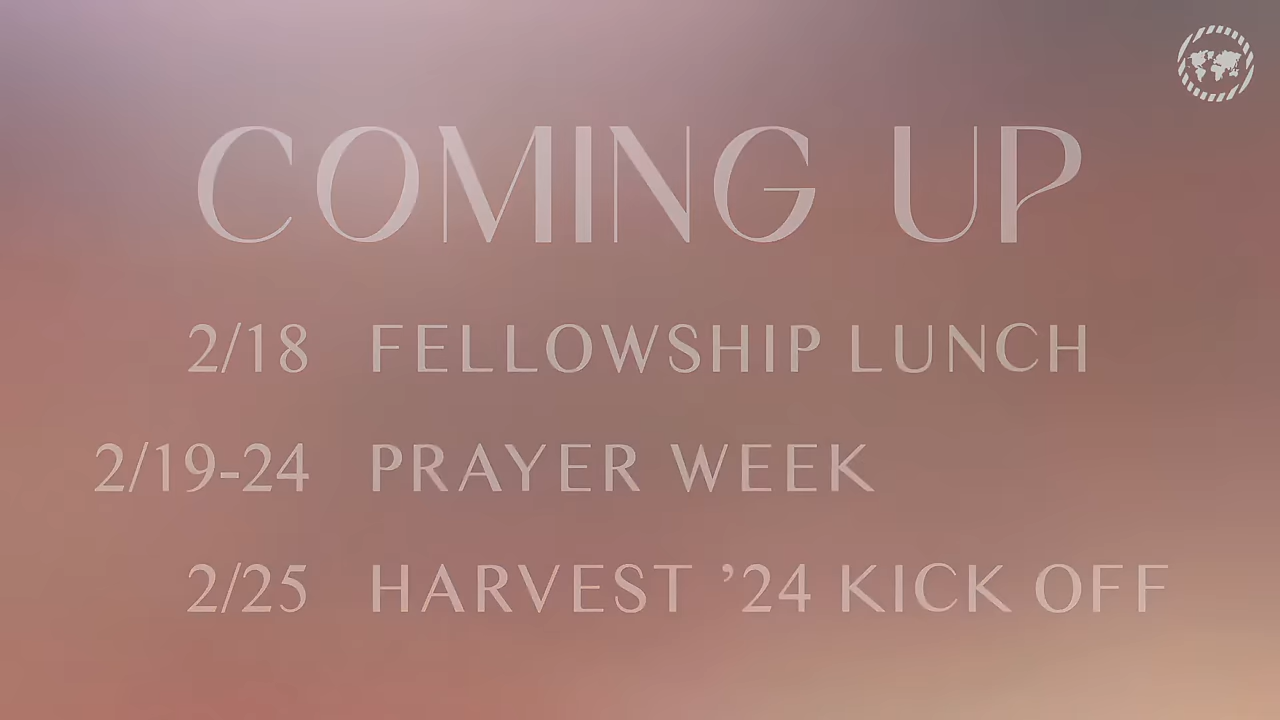 COMING UP
2/18 FELLOWSHIP LUNCH
2/19-24 PRAYER WEEK
2/25 HARVEST ’24 KICK OFF